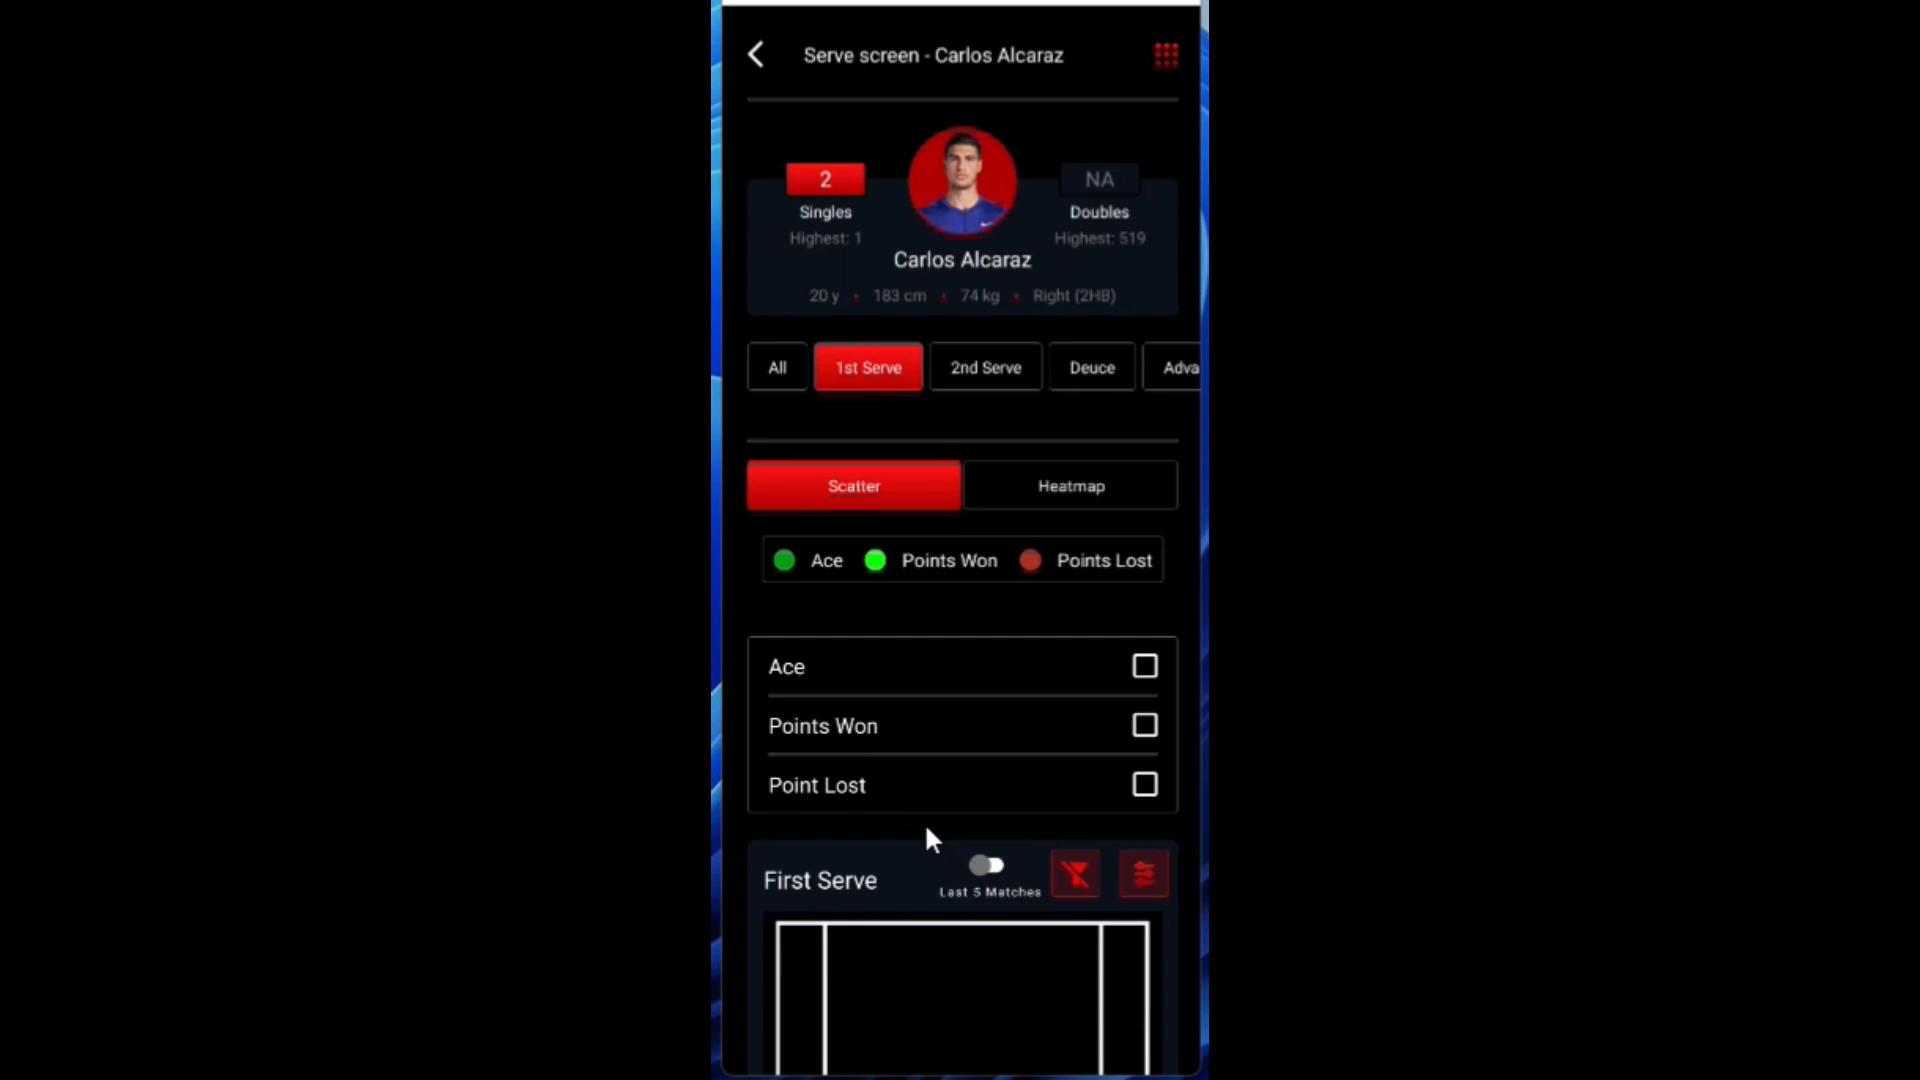 Serve screen - Carlos Alcaraz
2
NA
Singles
Doubles
Highest: 1
Highest: 519
Carlos Alcaraz
20 y • 183 cm • 74 kg • Right (2HB)
All
1st Serve
2nd Serve
Deuce
Adva
Scatter
Heatmap
Ace
Points Won
Points Lost
Ace
Points Won
Point Lost
First Serve
Last 5 Matches